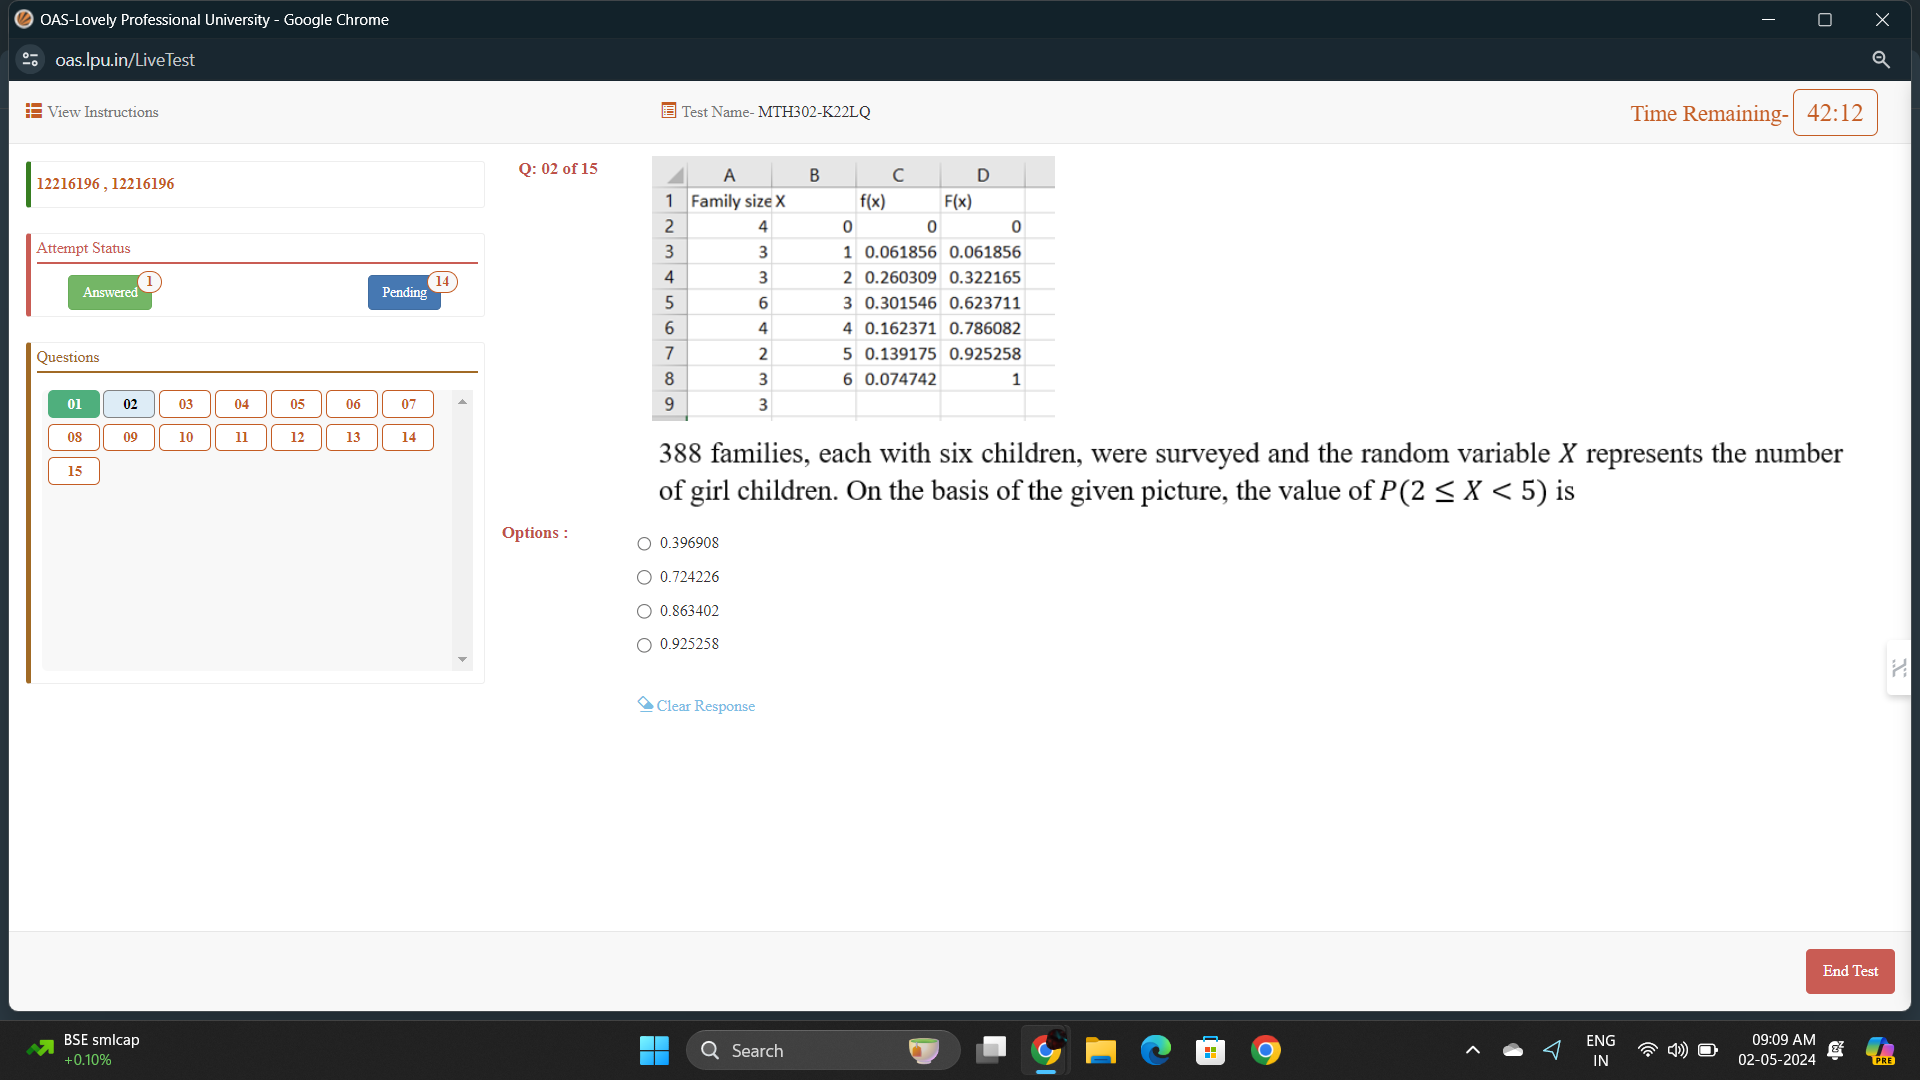 OAS-Lovely Professional University - Google Chrome
oas.lpu.in/LiveTest
View Instructions
Test Name- MTH302-K22LQ
Time Remaining- 42:12
12216196 , 12216196
Attempt Status
Answered 1
Pending 14
Questions
01 02 03 04 05 06 07
08 09 10 11 12 13 14
15
Q: 02 of 15
A B C D
1 Family size X f(x) F(x)
2 4 0 0 0
3 3 1 0.061856 0.061856
4 3 2 0.260309 0.322165
5 6 3 0.301546 0.623711
6 4 4 0.162371 0.786082
7 2 5 0.139175 0.925258
8 3 6 0.074742 1
9 3
388 families, each with six children, were surveyed and the random variable X represents the number
of girl children. On the basis of the given picture, the value of P(2 ≤ X < 5) is
Options :
0.396908
0.724226
0.863402
0.925258
Clear Response
End Test
BSE smlcap
+0.10%
Search
ENG
IN
09:09 AM
02-05-2024
PRE